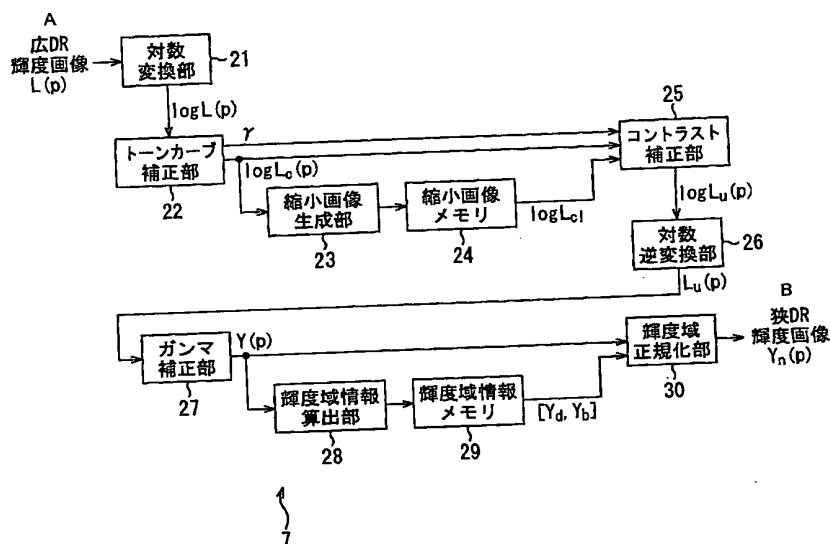 A
広DR
輝度画像
L(p)
対数
変換部
21
logL(p)
トーンカーブ
補正部
22
γ
logLc(p)
縮小画像
生成部
23
縮小画像
メモリ
24
logLcl
25
コントラスト
補正部
logLu(p)
対数
逆変換部
26
Lu(p)
ガンマ
補正部
27
Y(p)
輝度域情報
算出部
28
輝度域情報
メモリ
29
[Yd, Yb]
輝度域
正規化部
30
B
狭DR
輝度画像
Yn(p)
7